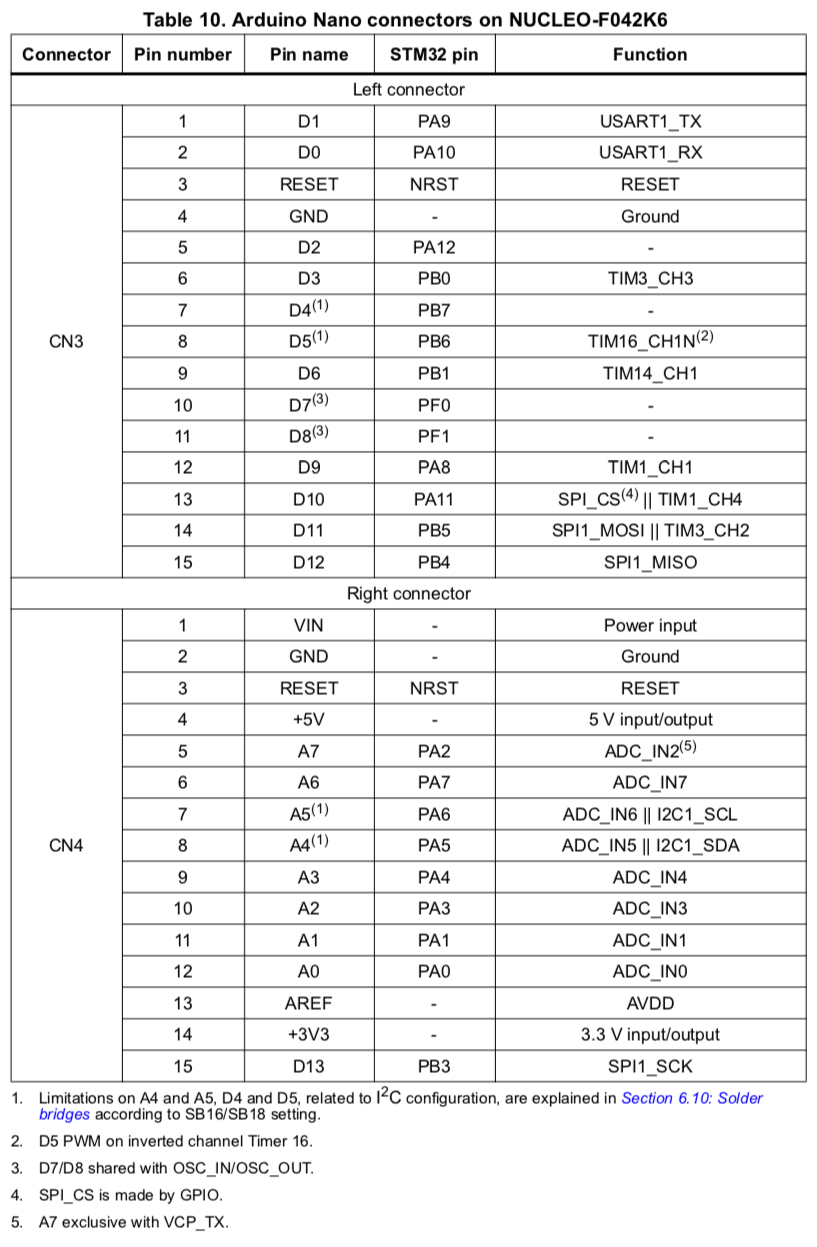 Table 10. Arduino Nano connectors on NUCLEO-F042K6
Connector Pin number Pin name STM32 pin Function
Left connector
CN3
1 D1 PA9 USART1_TX
2 D0 PA10 USART1_RX
3 RESET NRST RESET
4 GND - Ground
5 D2 PA12 -
6 D3 PB0 TIM3_CH3
7 D4(1) PB7 -
8 D5(1) PB6 TIM16_CH1N(2)
9 D6 PB1 TIM14_CH1
10 D7(3) PF0 -
11 D8(3) PF1 -
12 D9 PA8 TIM1_CH1
13 D10 PA11 SPI_CS(4) || TIM1_CH4
14 D11 PB5 SPI1_MOSI || TIM3_CH2
15 D12 PB4 SPI1_MISO
Right connector
CN4
1 VIN - Power input
2 GND - Ground
3 RESET NRST RESET
4 +5V - 5 V input/output
5 A7 PA2 ADC_IN2(5)
6 A6 PA7 ADC_IN7
7 A5(1) PA6 ADC_IN6 || I2C1_SCL
8 A4(1) PA5 ADC_IN5 || I2C1_SDA
9 A3 PA4 ADC_IN4
10 A2 PA3 ADC_IN3
11 A1 PA1 ADC_IN1
12 A0 PA0 ADC_IN0
13 AREF - AVDD
14 +3V3 - 3.3 V input/output
15 D13 PB3 SPI1_SCK
1. Limitations on A4 and A5, D4 and D5, related to I2C configuration, are explained in Section 6.10: Solder
bridges according to SB16/SB18 setting.
2. D5 PWM on inverted channel Timer 16.
3. D7/D8 shared with OSC_IN/OSC_OUT.
4. SPI_CS is made by GPIO.
5. A7 exclusive with VCP_TX.